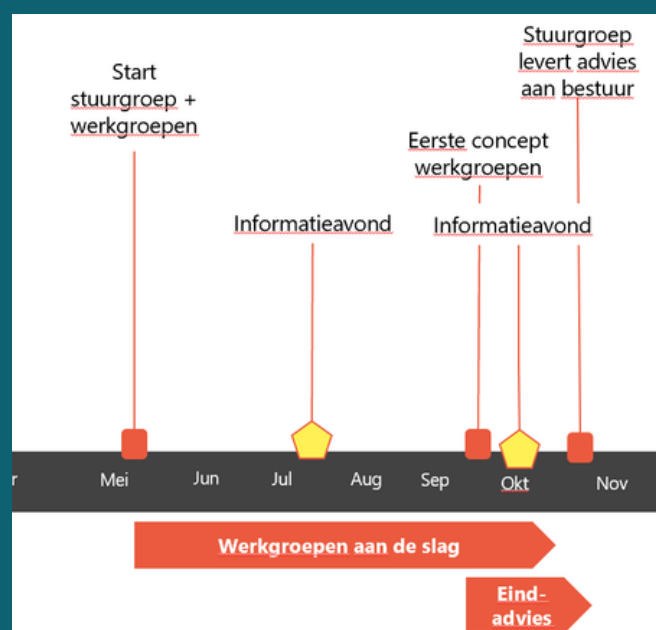 Stuurgroep
levert advies
aan bestuur
Start
stuurgroep +
werkgroepen
Eerste concept
werkgroepen
Informatieavond
Informatieavond
r
Mei
Jun
Jul
Aug
Sep
Okt
Nov
Werkgroepen aan de slag
Eind-
advies